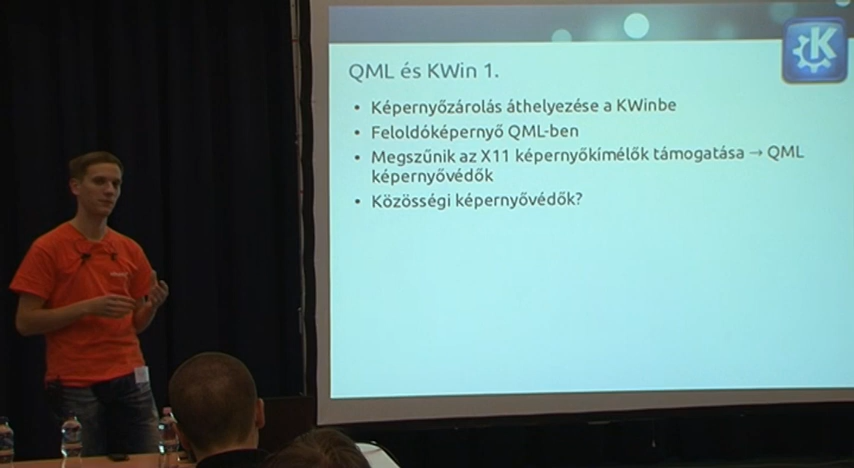 QML és KWin 1.
• Képernyőzárolás áthelyezése a KWinbe
• Feloldóképernyő QML-ben
• Megszűnik az X11 képernyőkímélők támogatása → QML
képernyővédők
• Közösségi képernyővédők?
K